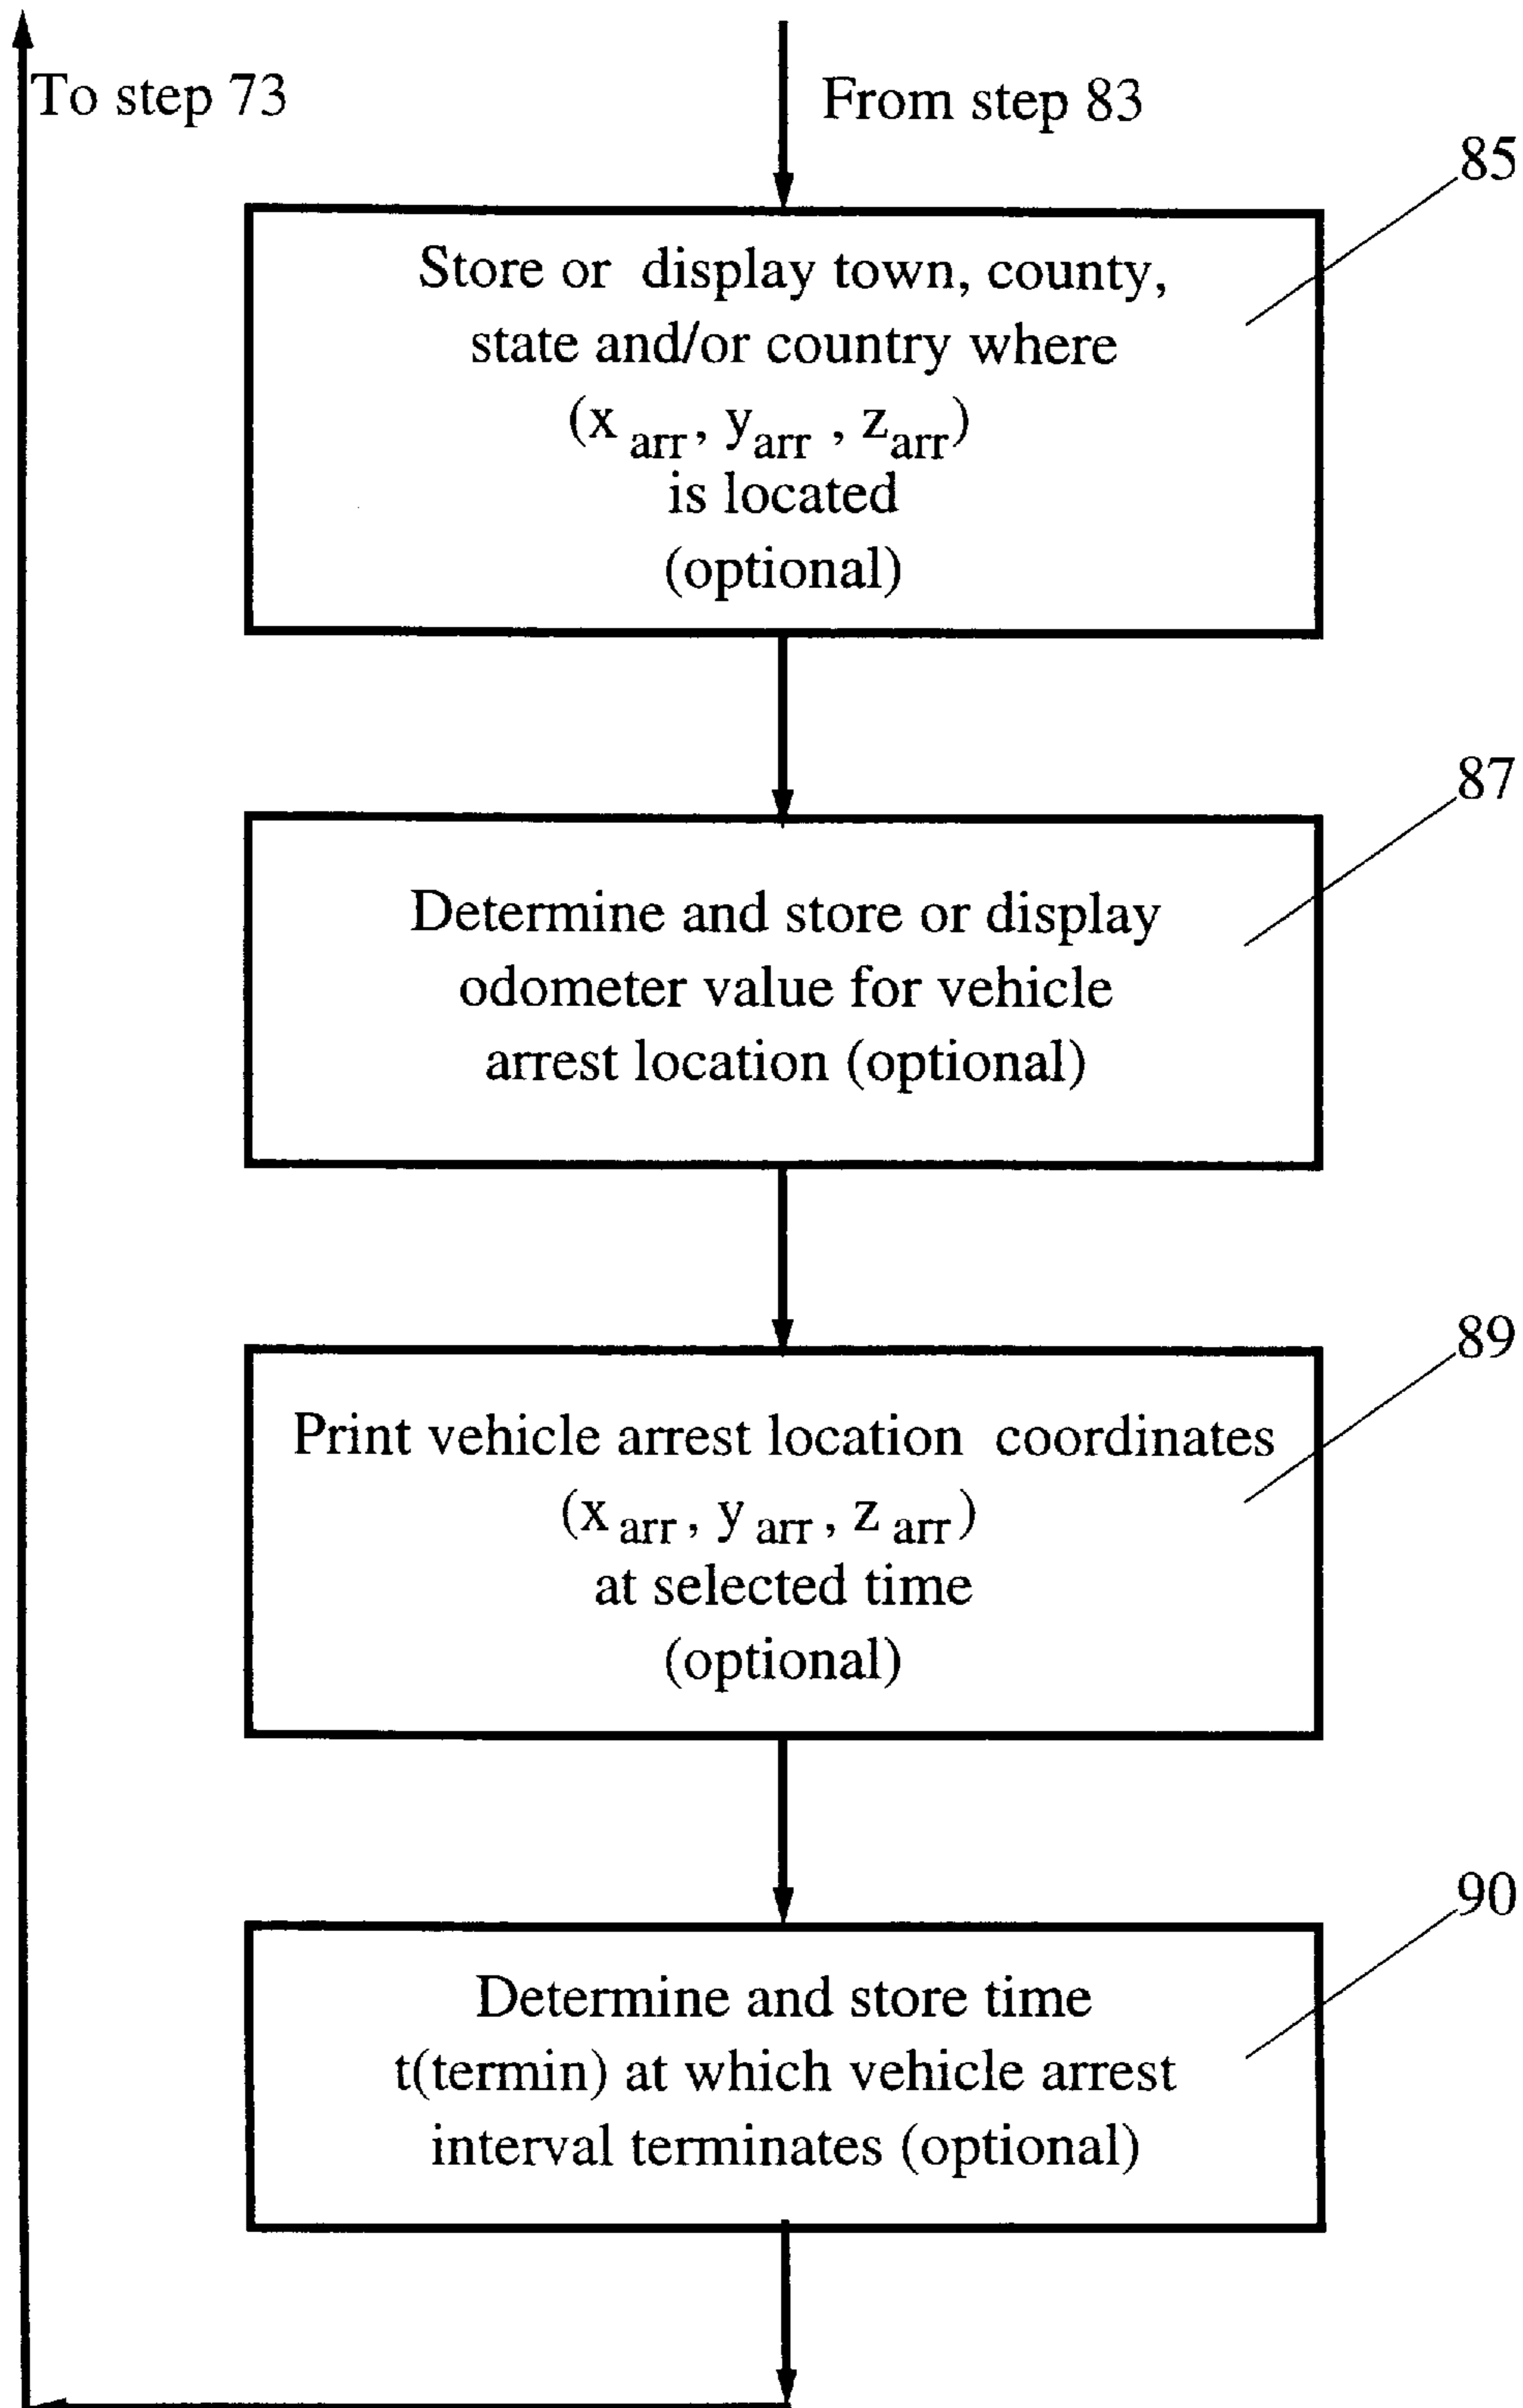 To step 73
From step 83
85
Store or display town, county,
state and/or country where
(x arr, y arr, z arr)
is located
(optional)
87
Determine and store or display
odometer value for vehicle
arrest location (optional)
89
Print vehicle arrest location coordinates
(x arr, y arr, z arr)
at selected time
(optional)
90
Determine and store time
t(termin) at which vehicle arrest
interval terminates (optional)